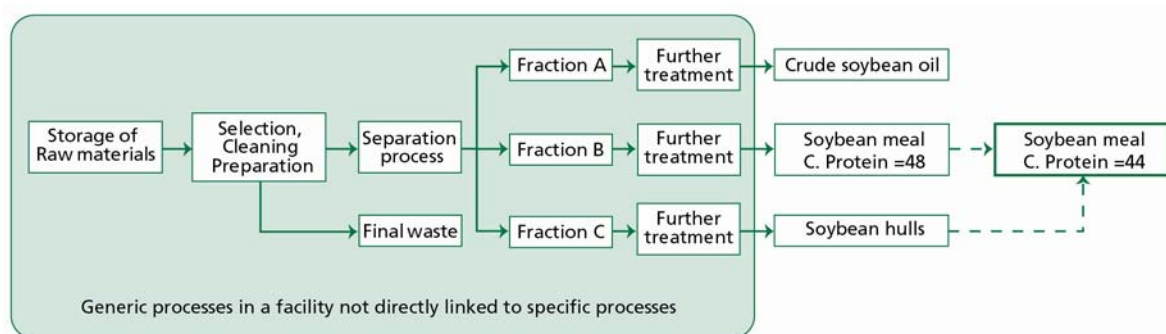 Storage of
Raw materials
Selection,
Cleaning
Preparation
Separation
process
Final waste
Fraction A
Further
treatment
Crude soybean oil
Fraction B
Further
treatment
Soybean meal
C. Protein =48
Soybean meal
C. Protein =44
Fraction C
Further
treatment
Soybean hulls
Generic processes in a facility not directly linked to specific processes